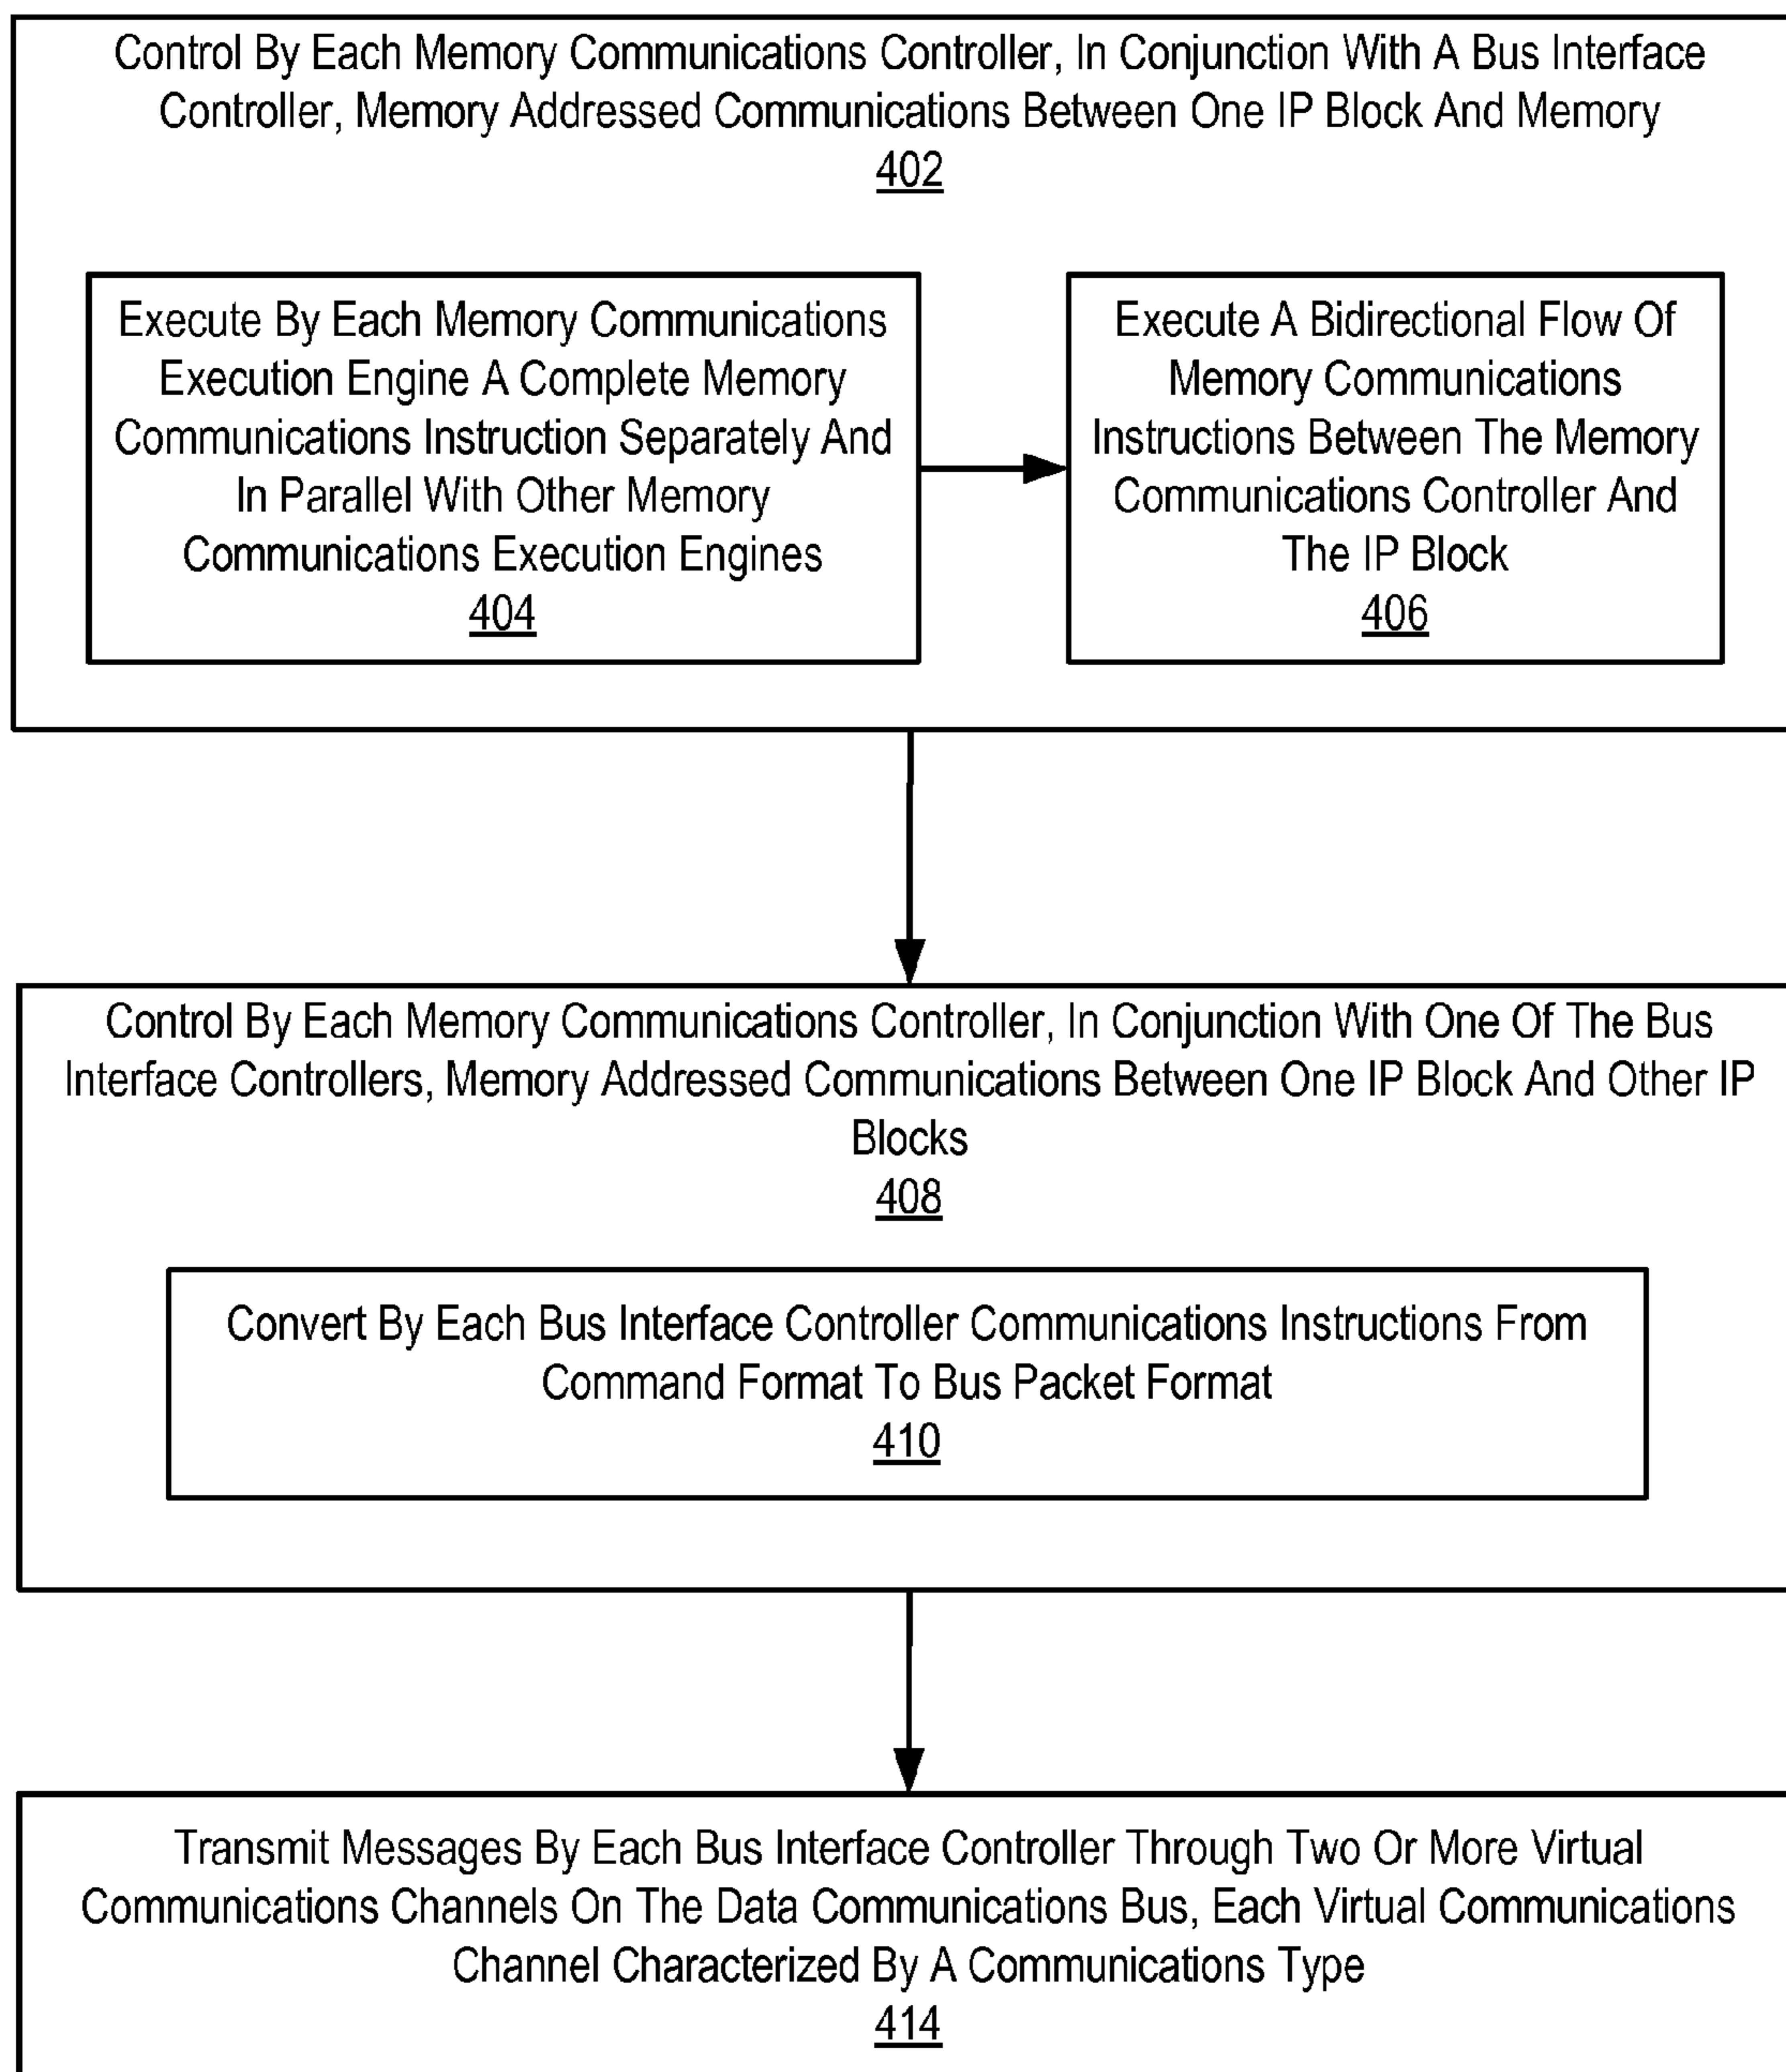 Control By Each Memory Communications Controller, In Conjunction With A Bus Interface
Controller, Memory Addressed Communications Between One IP Block And Memory
402
Execute By Each Memory Communications
Execution Engine A Complete Memory
Communications Instruction Separately And
In Parallel With Other Memory
Communications Execution Engines
404
Execute A Bidirectional Flow Of
Memory Communications
Instructions Between The Memory
Communications Controller And
The IP Block
406
Control By Each Memory Communications Controller, In Conjunction With One Of The Bus
Interface Controllers, Memory Addressed Communications Between One IP Block And Other IP
Blocks
408
Convert By Each Bus Interface Controller Communications Instructions From
Command Format To Bus Packet Format
410
Transmit Messages By Each Bus Interface Controller Through Two Or More Virtual
Communications Channels On The Data Communications Bus, Each Virtual Communications
Channel Characterized By A Communications Type
414